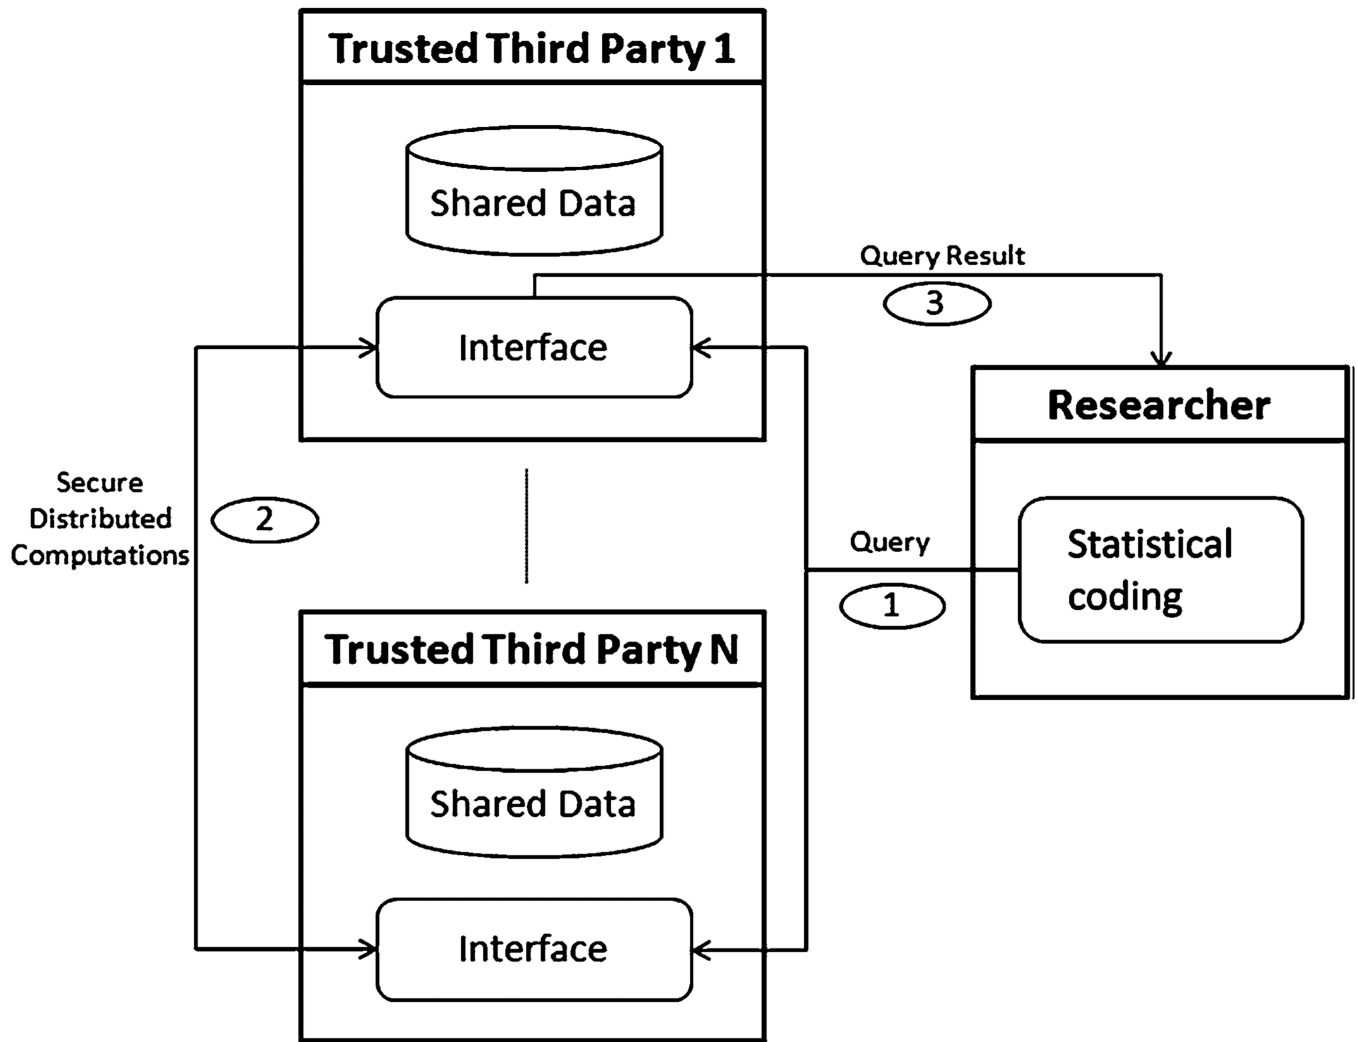 Trusted Third Party 1
Shared Data
Query Result
3
Interface
Researcher
Secure
Distributed
Computations
2
Query
1
Statistical
coding
Trusted Third Party N
Shared Data
Interface